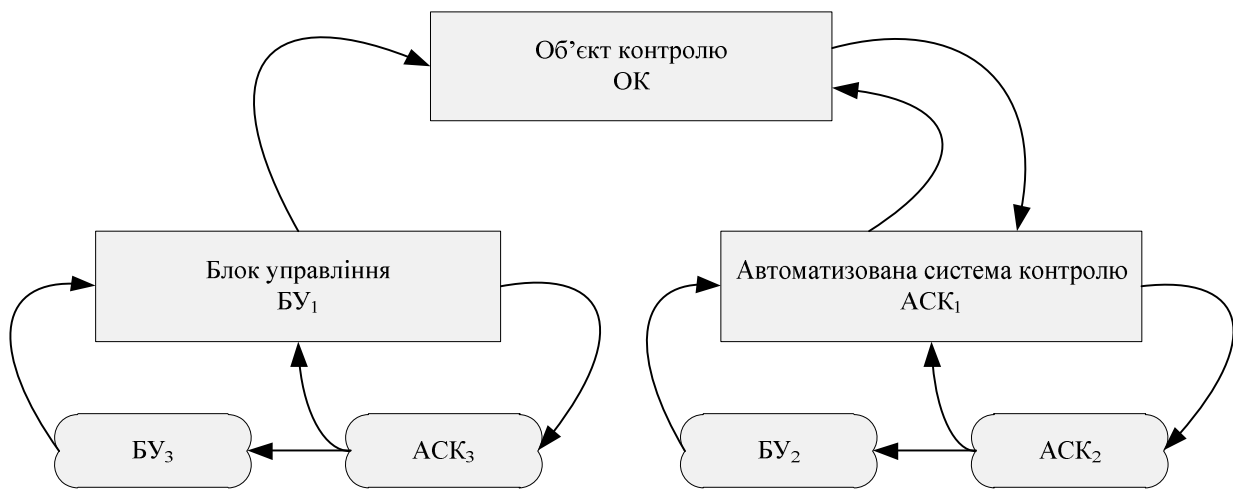 Об’єкт контролю
ОК
Блок управління
БУ₁
Автоматизована система контролю
АСК₁
БУ₃
АСК₃
БУ₂
АСК₂